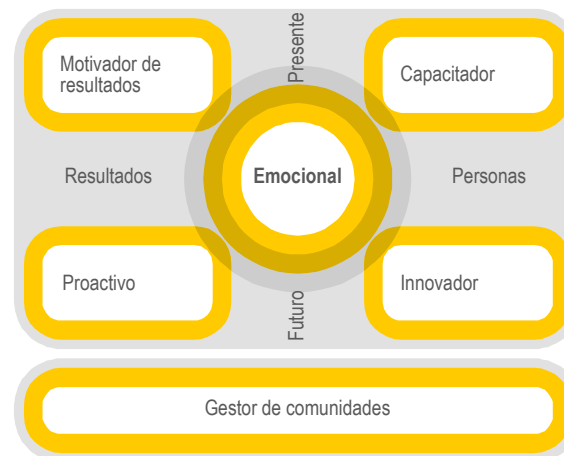 Presente
Motivador de
resultados
Capacitador
Resultados
Emocional
Personas
Proactivo
Innovador
Futuro
Gestor de comunidades